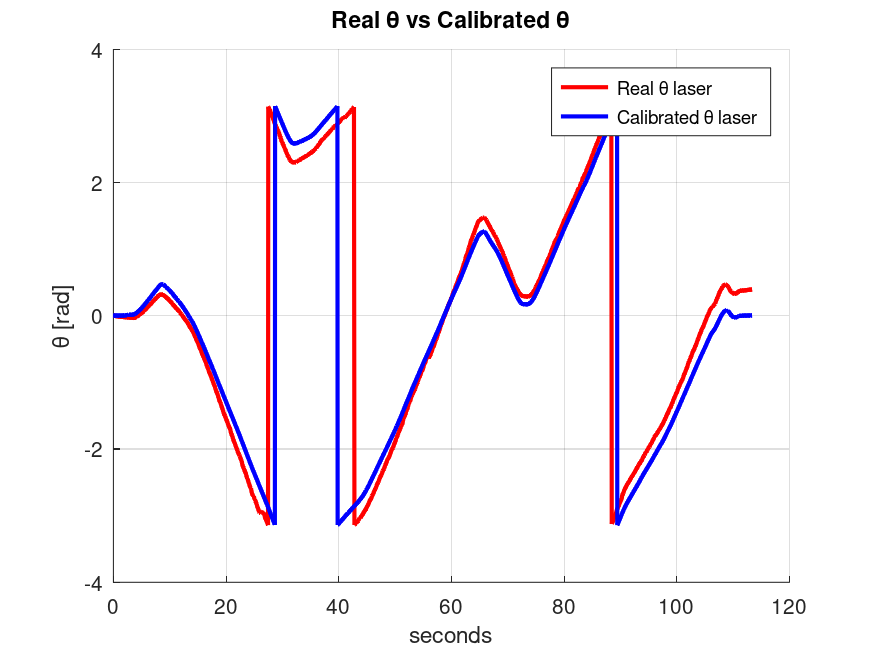 Real θ vs Calibrated θ
Real θ laser
Calibrated θ laser
4
2
0
-2
-4
θ [rad]
0 20 40 60 80 100 120
seconds